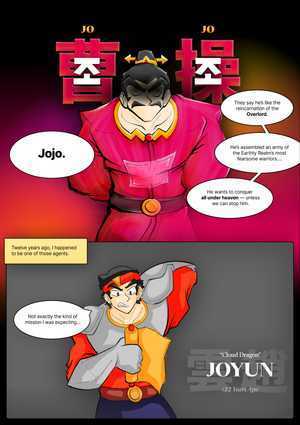 JO JO
曹操
They say he's like the
reincarnation of the
Overlord.
Jojo.
He's assembled an army of
the Earthly Realm's most
fearsome warriors....
He wants to conquer
all under heaven — unless
we can stop him.
Twelve years ago, I happened
to be one of those agents.
Not exactly the kind of
mission I was expecting...
"Cloud Dragon"
JOYUN
雲趙